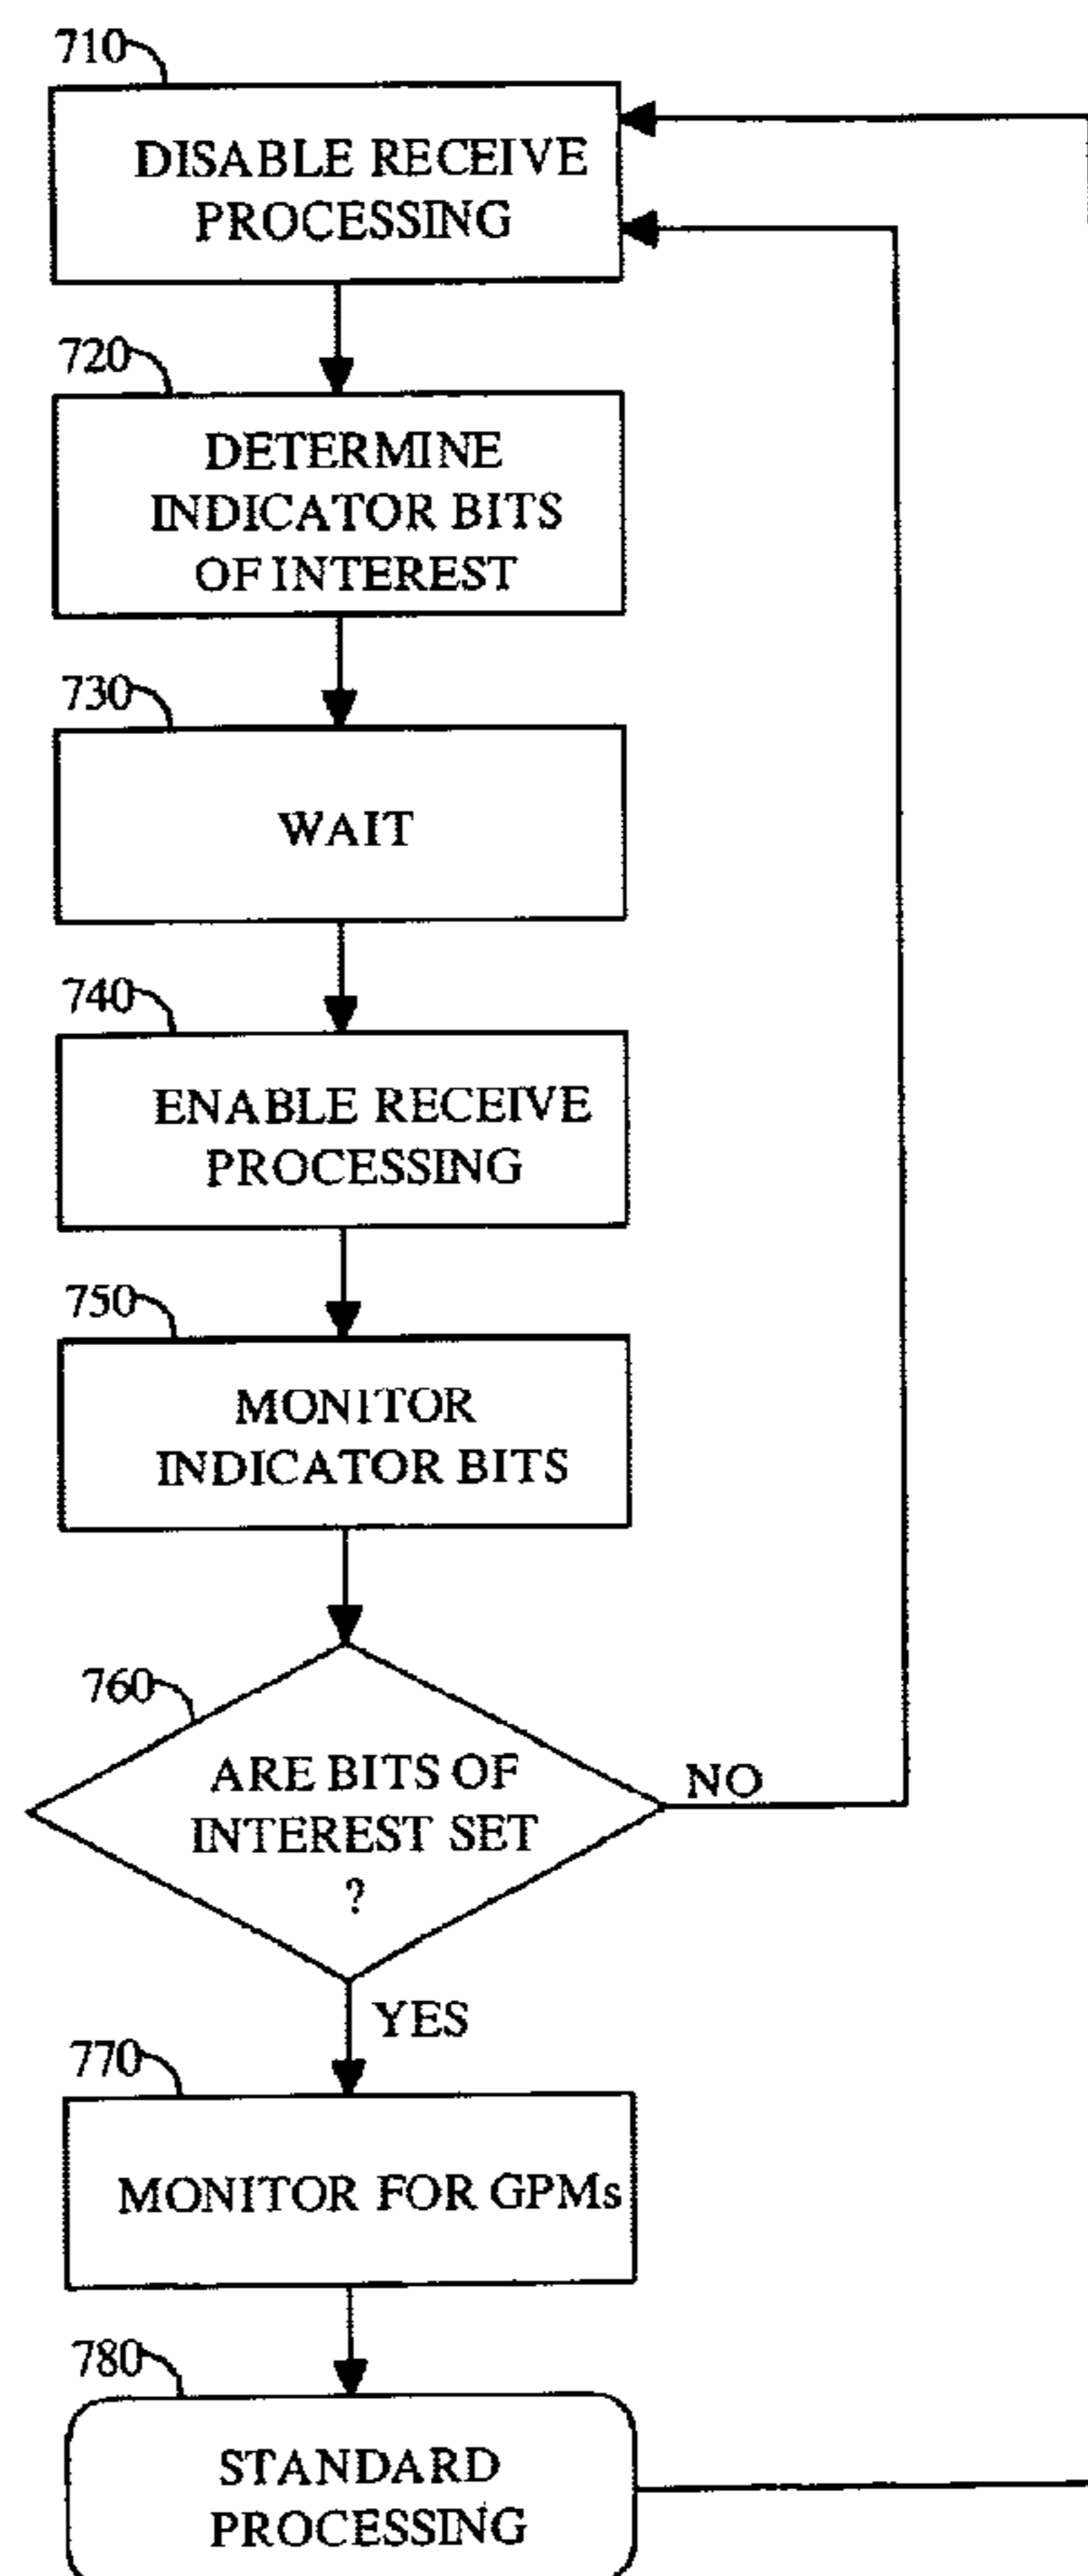 710
DISABLE RECEIVE
PROCESSING
720
DETERMINE
INDICATOR BITS
OF INTEREST
730
WAIT
740
ENABLE RECEIVE
PROCESSING
750
MONITOR
INDICATOR BITS
760
ARE BITS OF
INTEREST SET
?
NO
YES
770
MONITOR FOR GPMs
780
STANDARD
PROCESSING